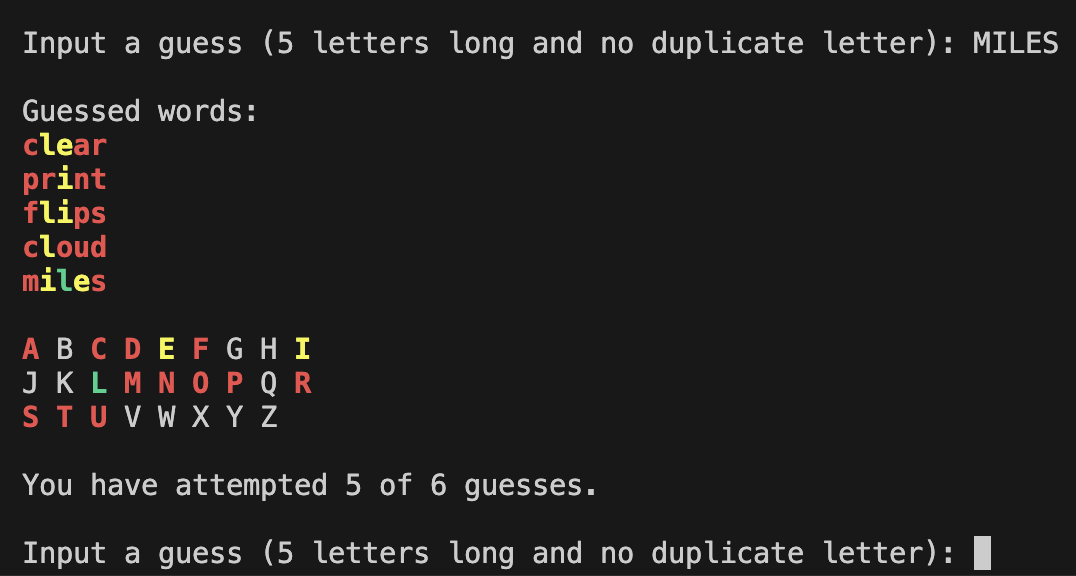 Input a guess (5 letters long and no duplicate letter): MILES
Guessed words:
clear
print
flips
cloud
miles
A B C D E F G H I
J K L M N O P Q R
S T U V W X Y Z
You have attempted 5 of 6 guesses.
Input a guess (5 letters long and no duplicate letter):